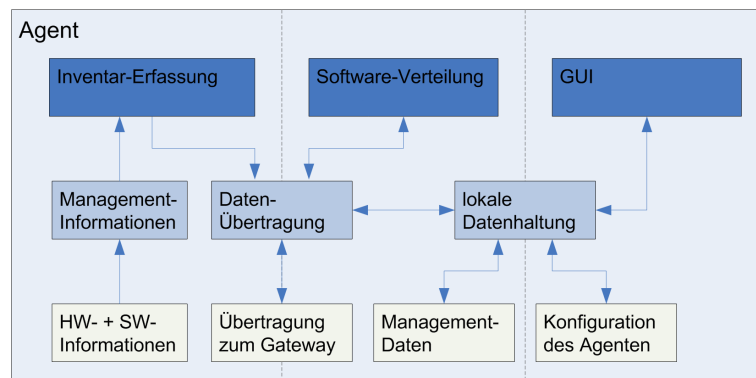 Agent
Inventar-Erfassung
Software-Verteilung
GUI
Management-
Informationen
Daten-
Übertragung
lokale
Datenhaltung
HW- + SW-
Informationen
Übertragung
zum Gateway
Management-
Daten
Konfiguration
des Agenten